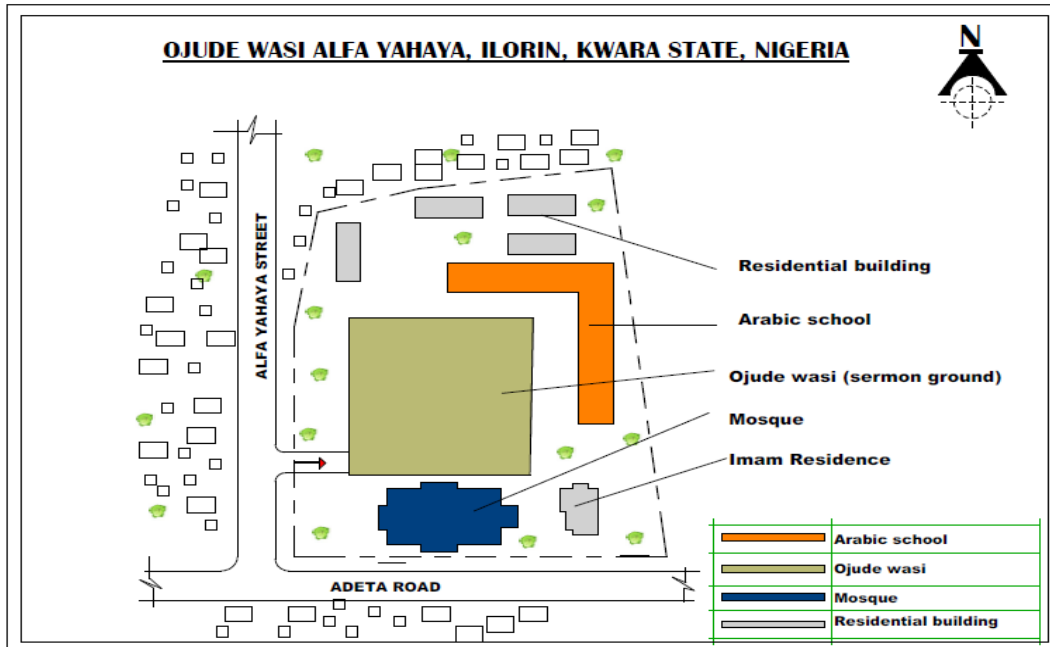 OJUDE WASI ALFA YAHAYA, ILORIN, KWARA STATE, NIGERIA
N
ALFA YAHAYA STREET
Residential building
Arabic school
Ojude wasi (sermon ground)
Mosque
Imam Residence
ADETA ROAD
Arabic school
Ojude wasi
Mosque
Residential building